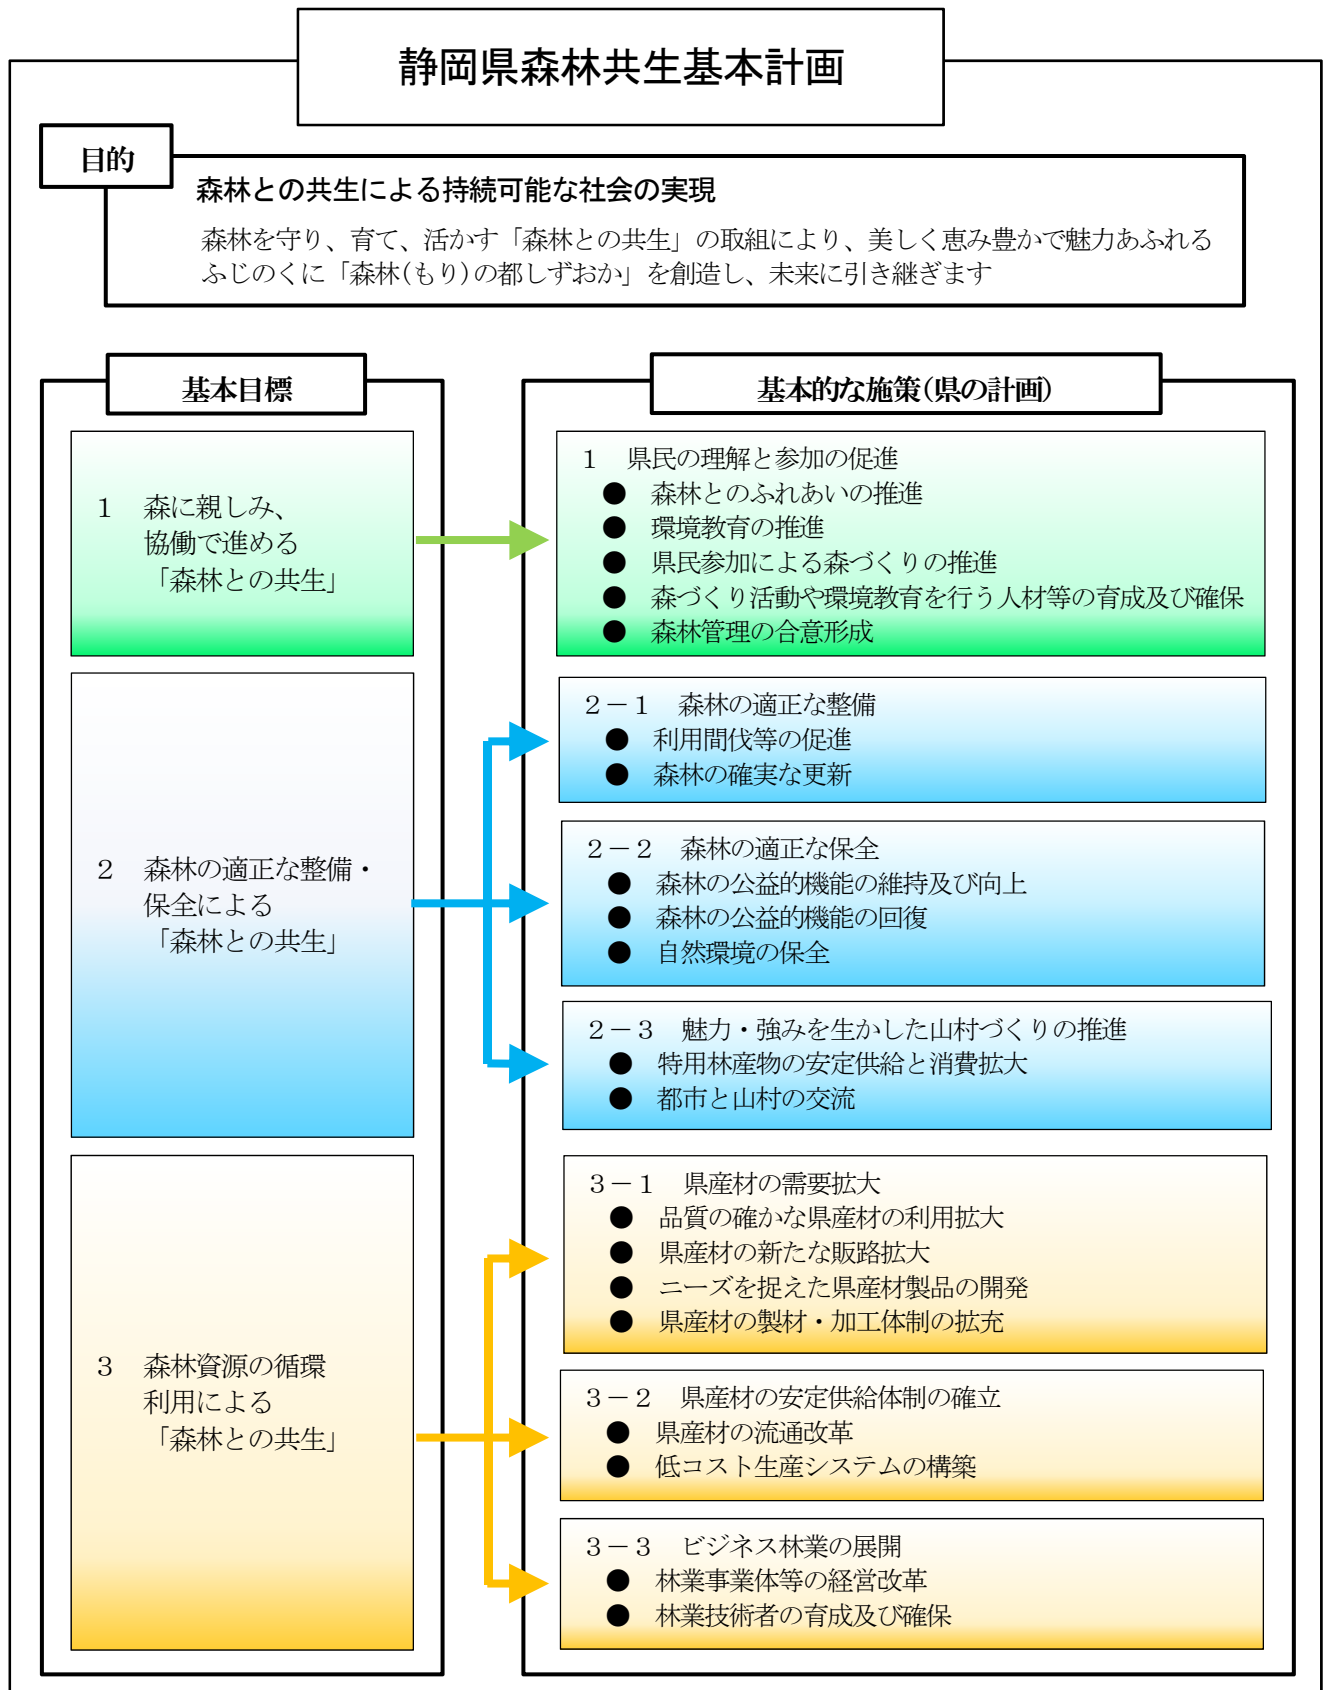 静岡県森林共生基本計画
目的
森林との共生による持続可能な社会の実現
森林を守り、育て、活かす「森林との共生」の取組により、美しく恵み豊かで魅力あふれる
ふじのくに「森林(もり)の都しずおか」を創造し、未来に引き継ぎます
基本目標
1 森に親しみ、
協働で進める
「森林との共生」
2 森林の適正な整備・
保全による
「森林との共生」
3 森林資源の循環
利用による
「森林との共生」
基本的な施策(県の計画)
1 県民の理解と参加の促進
● 森林とのふれあいの推進
● 環境教育の推進
● 県民参加による森づくりの推進
● 森づくり活動や環境教育を行う人材等の育成及び確保
● 森林管理の合意形成
2-1 森林の適正な整備
● 利用間伐等の促進
● 森林の確実な更新
2-2 森林の適正な保全
● 森林の公益的機能の維持及び向上
● 森林の公益的機能の回復
● 自然環境の保全
2-3 魅力・強みを生かした山村づくりの推進
● 特用林産物の安定供給と消費拡大
● 都市と山村の交流
3-1 県産材の需要拡大
● 品質の確かな県産材の利用拡大
● 県産材の新たな販路拡大
● ニーズを捉えた県産材製品の開発
● 県産材の製材・加工体制の拡充
3-2 県産材の安定供給体制の確立
● 県産材の流通改革
● 低コスト生産システムの構築
3-3 ビジネス林業の展開
● 林業事業体等の経営改革
● 林業技術者の育成及び確保